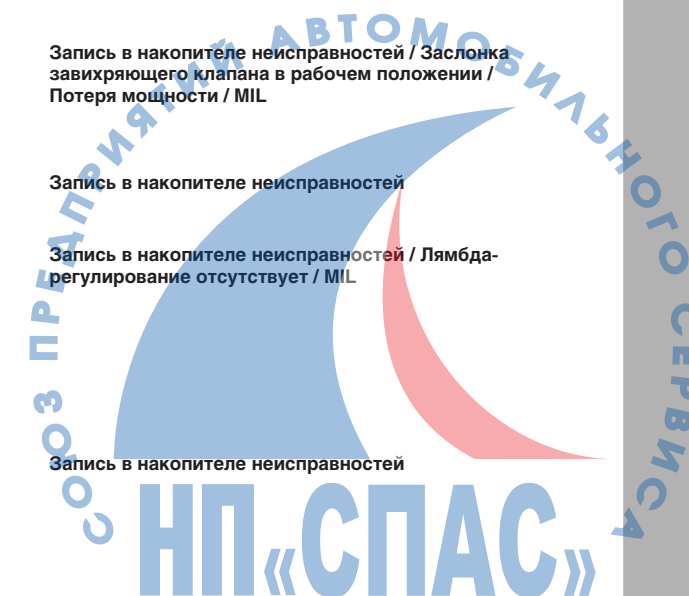 Запись в накопителе неисправностей / Заслонка
завихряющего клапана в рабочем положении /
Потеря мощности / MIL
Запись в накопителе неисправностей
Запись в накопителе неисправностей / Лямбда-
регулирование отсутствует / MIL
Запись в накопителе неисправностей
СОЮЗ ПРЕДПРИЯТИЙ АВТОМОБИЛЬНОГО СЕРВИСА
НП«СПАС»